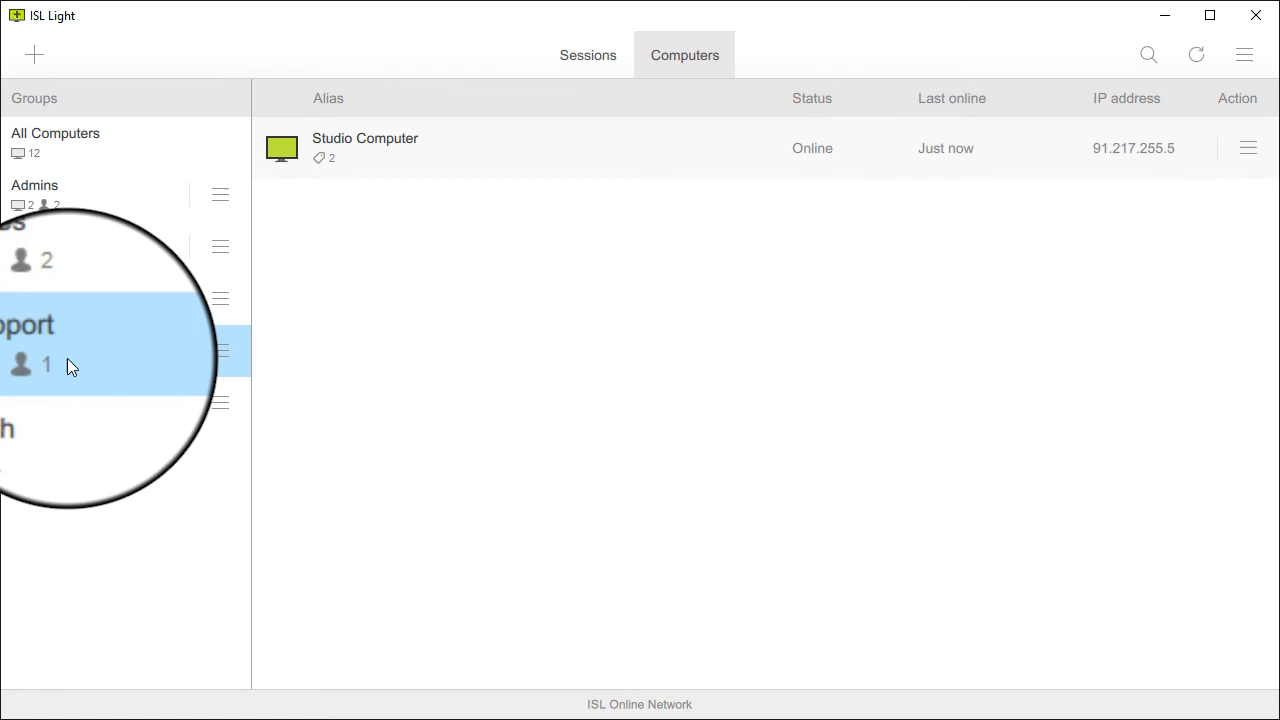 ISL Light
Sessions
Computers
Groups
Alias
Status
Last online
IP address
Action
All Computers
12
Studio Computer
2
Online
Just now
91.217.255.5
Admins
2 2
2
1
ISL Online Network